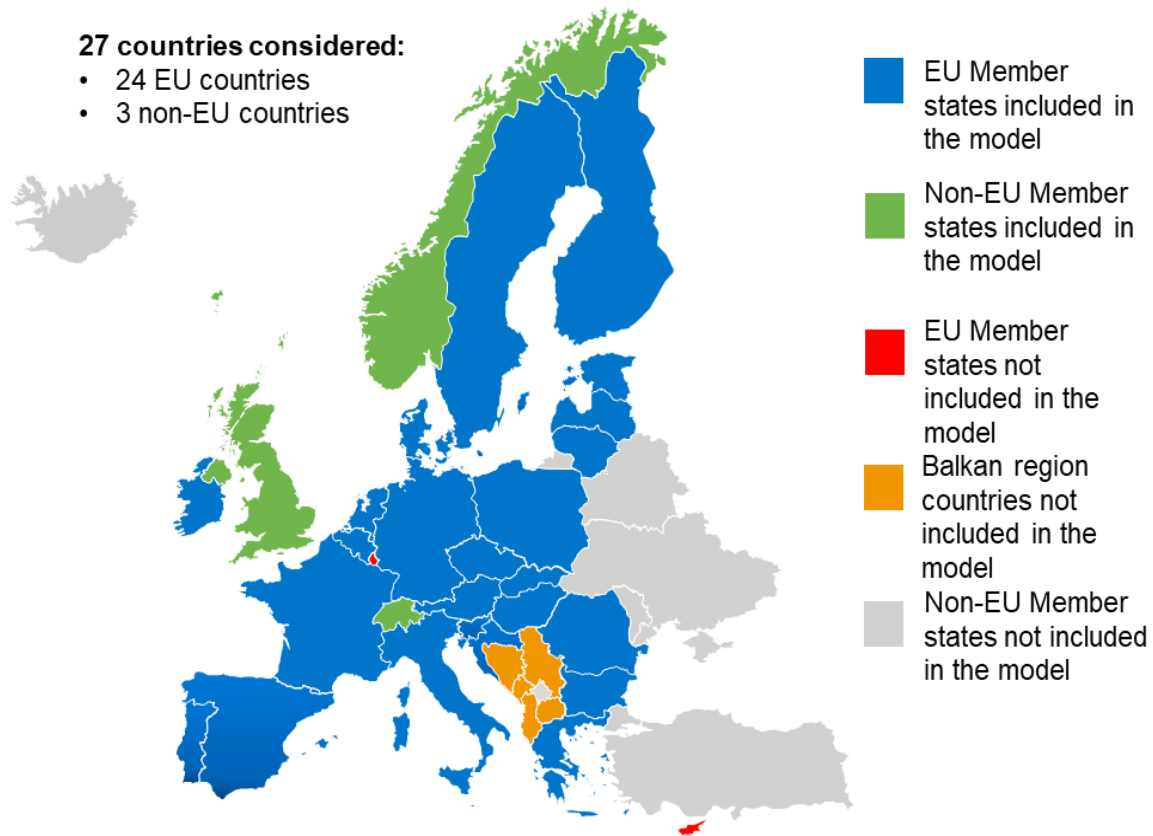 27 countries considered:
• 24 EU countries
• 3 non-EU countries
EU Member
states included in
the model
Non-EU Member
states included in
the model
EU Member
states not
included in the
model
Balkan region
countries not
included in the
model
Non-EU Member
states not included
in the model